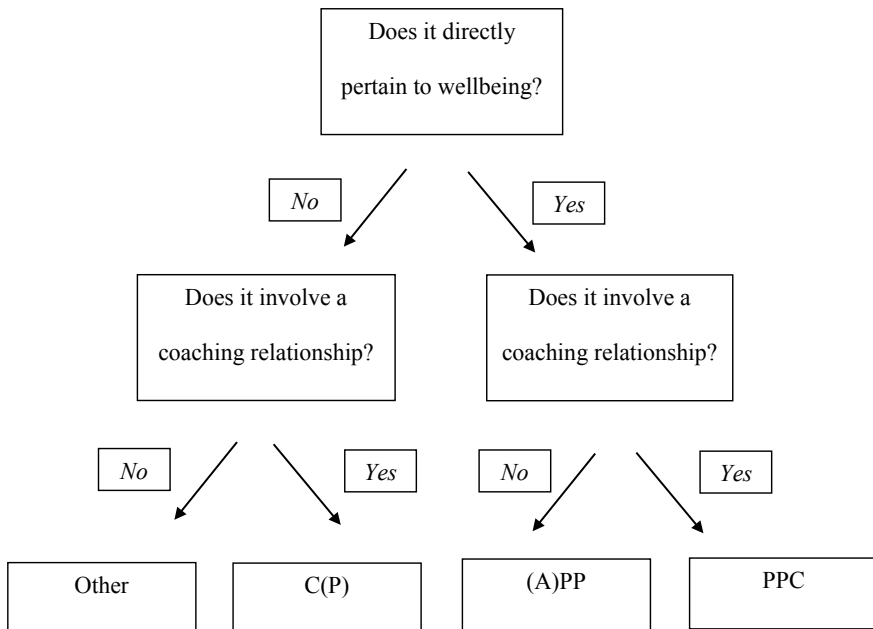 Does it directly
pertain to wellbeing?
No
Yes
Does it involve a
coaching relationship?
Does it involve a
coaching relationship?
No
Yes
No
Yes
Other
C(P)
(A)PP
PPC